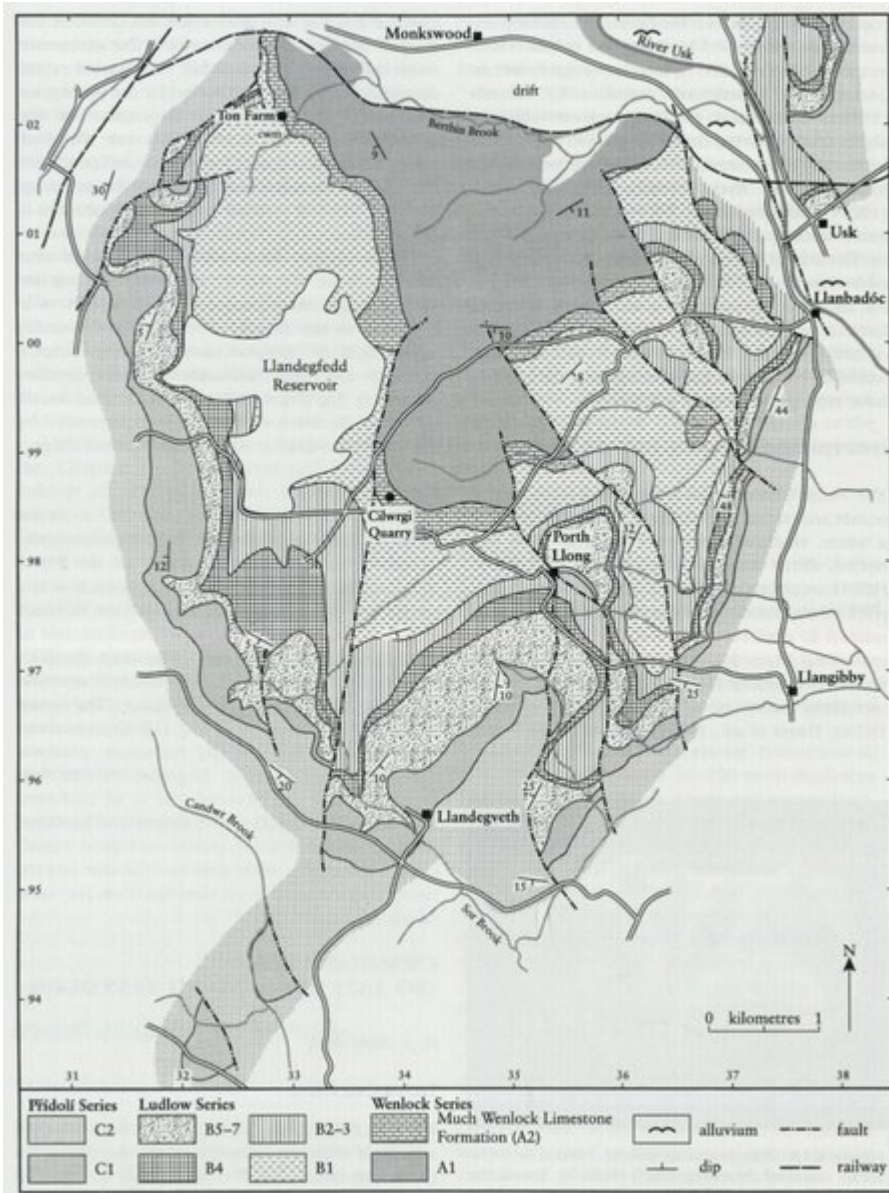 Monkswood
River Usk
drift
02
Ton Farm
cwm
Berthin Brook
9
30
11
01
Usk
Llanbadóc
57
10
00
Llandegfedd
Reservoir
8
44
99
Cilwrgi
Quarry
48
12
Porth
Llong
98
12
97
Llangibby
10
25
96
20
10
25
Llandegveth
Candwr Brook
95
15
Sor Brook
N
94
0 kilometres 1
31 32 33 34 35 36 37 38
Přídolí Series Ludlow Series Wenlock Series
C2 B5–7 B2–3 Much Wenlock Limestone
Formation (A2) alluvium fault
C1 B4 B1 A1 dip railway